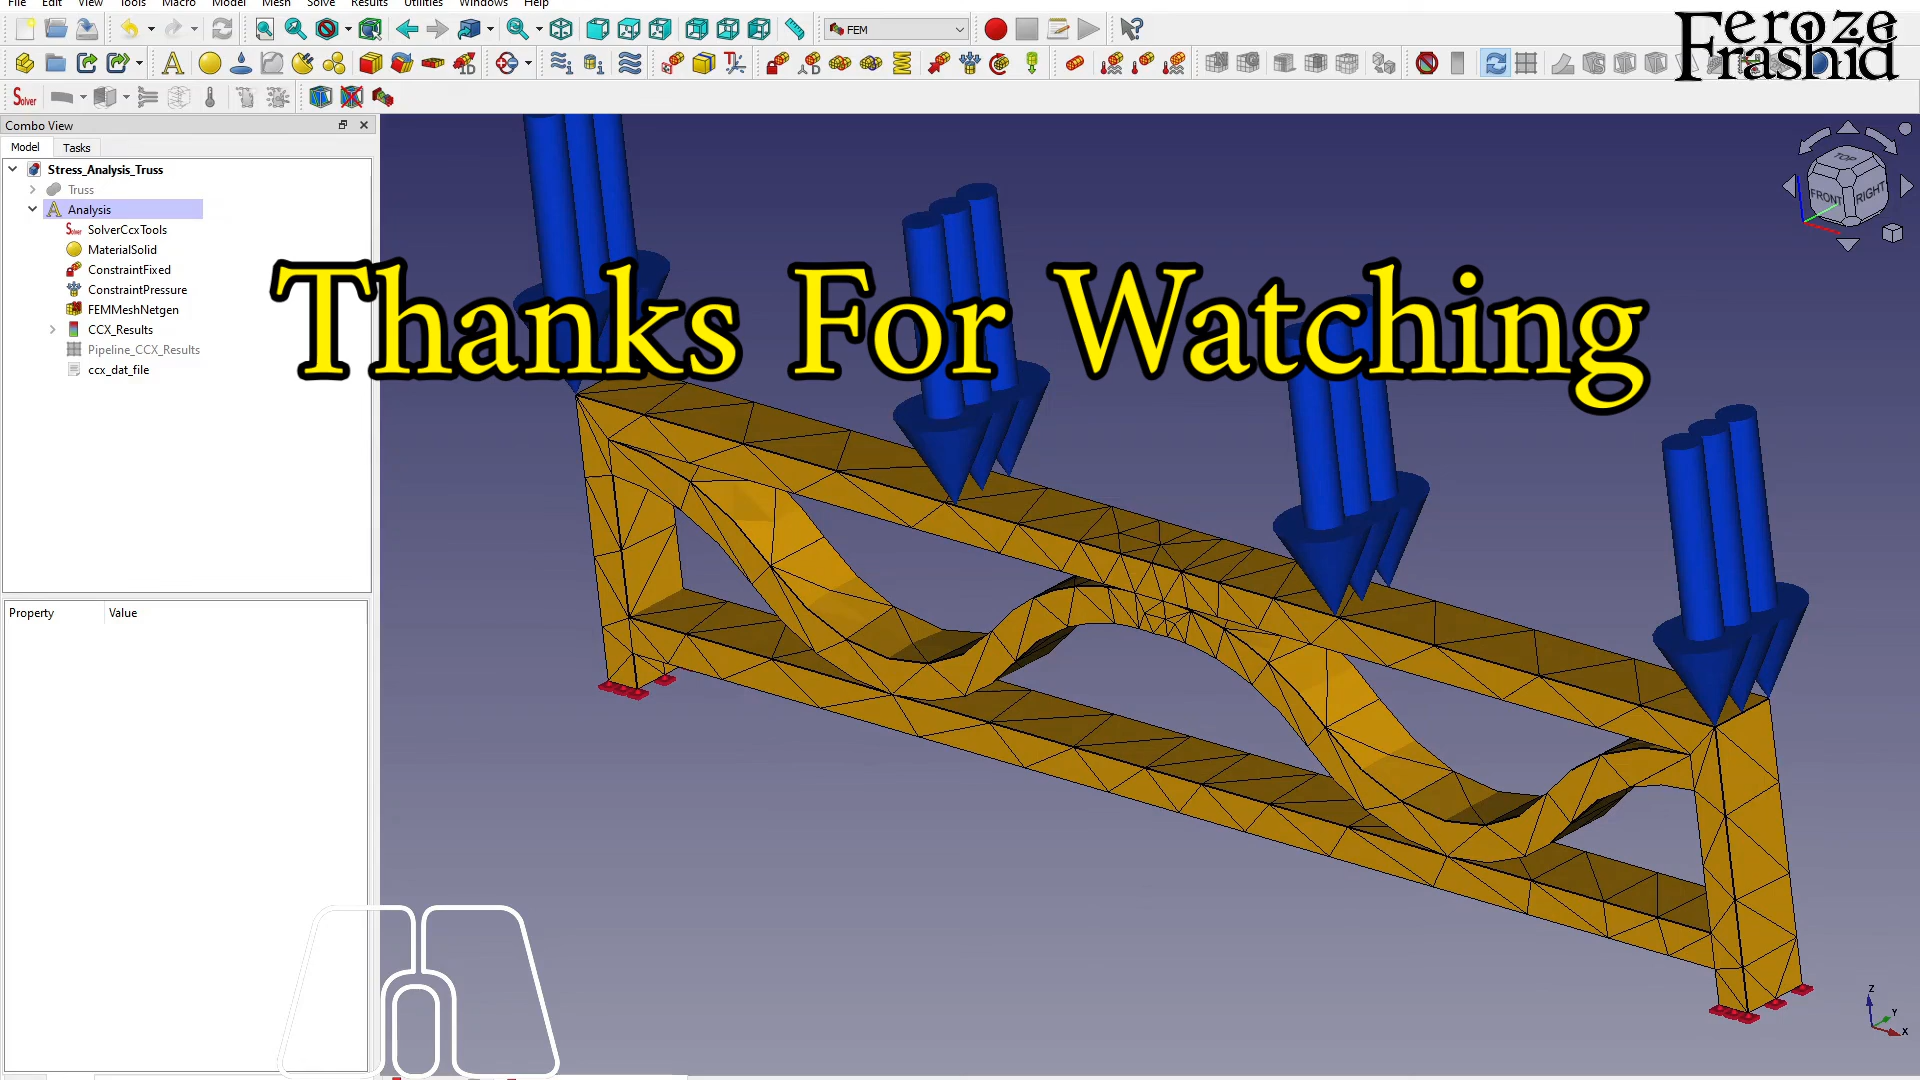 File Edit View Tools Macro Model Mesh Solve Results Utilities Windows Help
FEM
Feroze
Frashid
Solver
Combo View
Model Tasks
Stress_Analysis_Truss
Truss
Analysis
SolverCcxTools
MaterialSolid
ConstraintFixed
ConstraintPressure
FEMMeshNetgen
CCX_Results
Pipeline_CCX_Results
ccx_dat_file
Thanks For Watching
Property Value
TOP
FRONT RIGHT
Z
Y
X